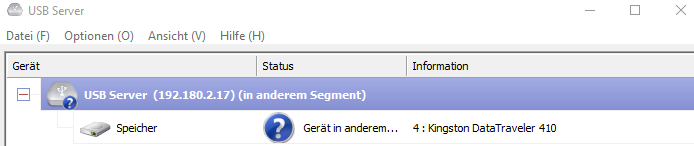 USB Server
Datei (F) Optionen (O) Ansicht (V) Hilfe (H)
Gerät Status Information
USB Server (192.180.2.17) (in anderem Segment)
Speicher Gerät in anderem... 4 : Kingston DataTraveler 410